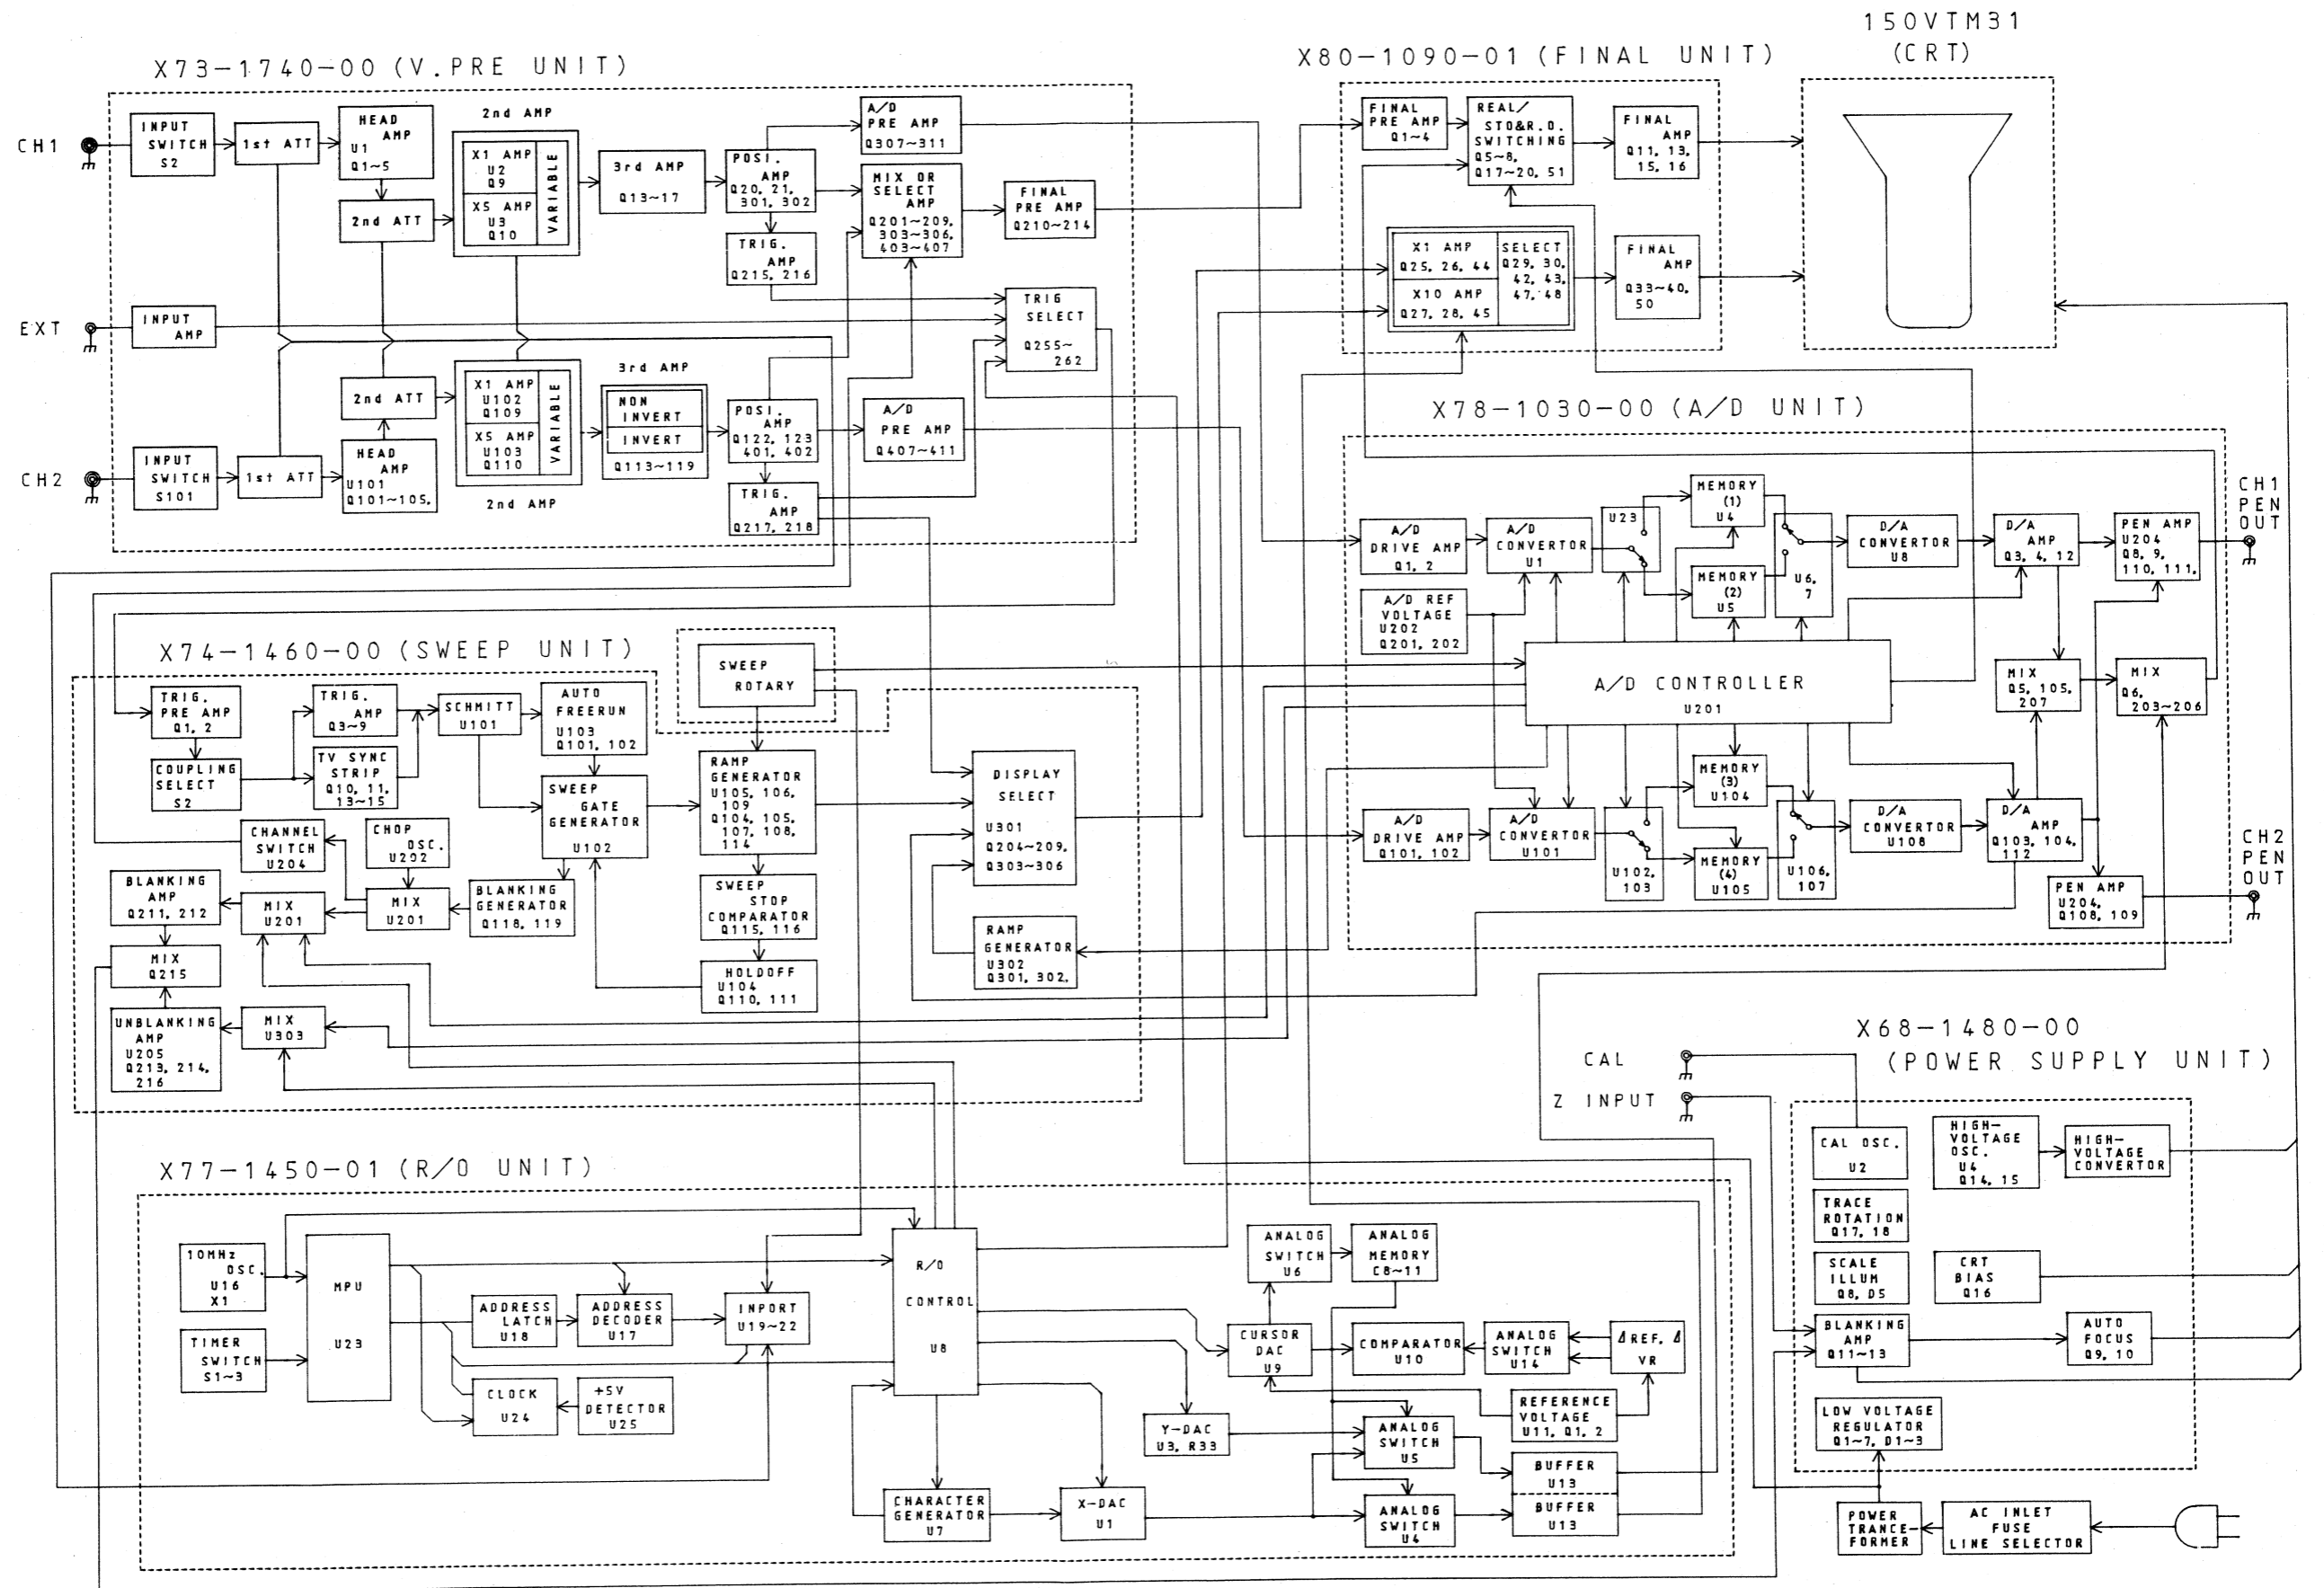 150VTM31
(CRT)
X80-1090-01 (FINAL UNIT)
X73-1740-00 (V.PRE UNIT)
CH1
INPUT
SWITCH
S2
1st ATT
HEAD
AMP
U1
Q1~5
2nd ATT
2nd AMP
X1 AMP
U2
Q9
X5 AMP
U3
Q10
VARIABLE
3rd AMP
Q13~17
POSI.
AMP
Q20, 21,
301, 302
TRIG.
AMP
Q215, 216
A/D
PRE AMP
Q307~311
MIX OR
SELECT
AMP
Q201~209,
303~306,
403~407
FINAL
PRE AMP
Q210~214
EXT
INPUT
AMP
TRIG
SELECT
Q255~
262
CH2
INPUT
SWITCH
S101
1st ATT
2nd ATT
HEAD
AMP
U101
Q101~105,
X1 AMP
U102
Q109
X5 AMP
U103
Q110
VARIABLE
2nd AMP
3rd AMP
NON
INVERT
INVERT
Q113~119
POSI.
AMP
Q122, 123
401, 402
TRIG.
AMP
Q217, 218
A/D
PRE AMP
Q407~411
FINAL
PRE AMP
Q1~4
REAL/
STO&R.O.
SWITCHING
Q5~8,
Q17~20, 51
FINAL
AMP
Q11, 13,
15, 16
X1 AMP
Q25, 26, 44
X10 AMP
Q27, 28, 45
SELECT
Q29, 30,
42, 43,
47, 48
FINAL
AMP
Q33~40,
50
X78-1030-00 (A/D UNIT)
A/D
DRIVE AMP
Q1, 2
A/D
CONVERTOR
U1
U23
MEMORY
(1)
U4
MEMORY
(2)
U5
U6,
7
D/A
CONVERTOR
U8
D/A
AMP
Q3, 4, 12
PEN AMP
U204
Q8, 9,
110, 111,
CH1
PEN
OUT
A/D REF
VOLTAGE
U202
Q201, 202
A/D CONTROLLER
U201
MIX
Q5, 105,
207
MIX
Q6,
203~206
A/D
DRIVE AMP
Q101, 102
A/D
CONVERTOR
U101
U102,
103
MEMORY
(3)
U104
MEMORY
(4)
U105
U106,
107
D/A
CONVERTOR
U108
D/A
AMP
Q103, 104,
112
PEN AMP
U204,
Q108, 109
CH2
PEN
OUT
X74-1460-00 (SWEEP UNIT)
SWEEP
ROTARY
TRIG.
PRE AMP
Q1, 2
COUPLING
SELECT
S2
TRIG.
AMP
Q3~9
TV SYNC
STRIP
Q10, 11,
13~15
SCHMITT
U101
AUTO
FREERUN
U103
Q101, 102
SWEEP
GATE
GENERATOR
U102
RAMP
GENERATOR
U105, 106,
109
Q104, 105,
107, 108,
114
DISPLAY
SELECT
U301
Q204~209,
Q303~306
CHANNEL
SWITCH
U204
CHOP
OSC.
U202
BLANKING
AMP
Q211, 212
MIX
U201
MIX
U201
BLANKING
GENERATOR
Q118, 119
SWEEP
STOP
COMPARATOR
Q115, 116
HOLDOFF
U104
Q110, 111
RAMP
GENERATOR
U302
Q301, 302,
MIX
Q215
UNBLANKING
AMP
U205
Q213, 214,
216
MIX
U303
X68-1480-00
(POWER SUPPLY UNIT)
CAL
Z INPUT
CAL OSC.
U2
HIGH-
VOLTAGE
OSC.
U4
Q14, 15
HIGH-
VOLTAGE
CONVERTOR
TRACE
ROTATION
Q17, 18
SCALE
ILLUM
Q8, D5
CRT
BIAS
Q16
BLANKING
AMP
Q11~13
AUTO
FOCUS
Q9, 10
LOW VOLTAGE
REGULATOR
Q1~7, D1~3
POWER
TRANCE-
FORMER
AC INLET
FUSE
LINE SELECTOR
X77-1450-01 (R/O UNIT)
10MHz
OSC.
U16
X1
TIMER
SWITCH
S1~3
MPU
U23
ADDRESS
LATCH
U18
ADDRESS
DECODER
U17
INPORT
U19~22
CLOCK
U24
+5V
DETECTOR
U25
R/O
CONTROL
U8
CHARACTER
GENERATOR
U7
X-DAC
U1
Y-DAC
U3, R33
ANALOG
SWITCH
U6
ANALOG
MEMORY
C8~11
CURSOR
DAC
U9
COMPARATOR
U10
ANALOG
SWITCH
U14
ΔREF, Δ
VR
REFERENCE
VOLTAGE
U11, Q1, 2
ANALOG
SWITCH
U5
ANALOG
SWITCH
U4
BUFFER
U13
BUFFER
U13